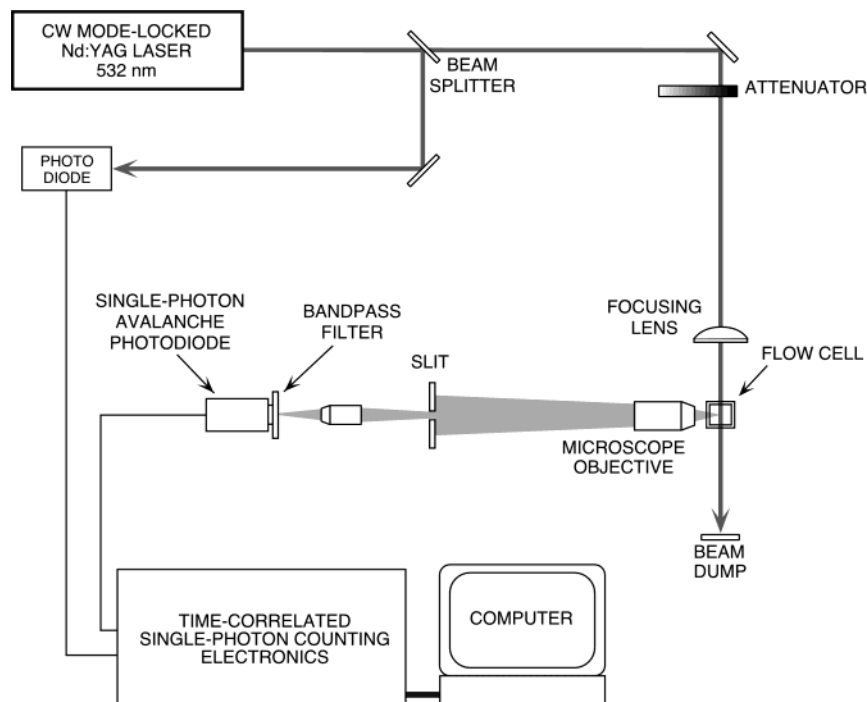 CW MODE-LOCKED
Nd:YAG LASER
532 nm
BEAM
SPLITTER
ATTENUATOR
PHOTO
DIODE
SINGLE-PHOTON
AVALANCHE
PHOTODIODE
BANDPASS
FILTER
SLIT
FOCUSING
LENS
FLOW CELL
MICROSCOPE
OBJECTIVE
BEAM
DUMP
TIME-CORRELATED
SINGLE-PHOTON COUNTING
ELECTRONICS
COMPUTER